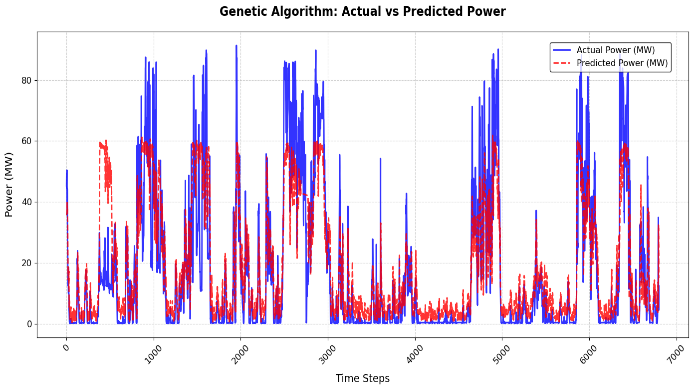 Genetic Algorithm: Actual vs Predicted Power
Actual Power (MW)
Predicted Power (MW)
Power (MW)
80
60
40
20
0
0
1000
2000
3000
4000
5000
6000
7000
Time Steps